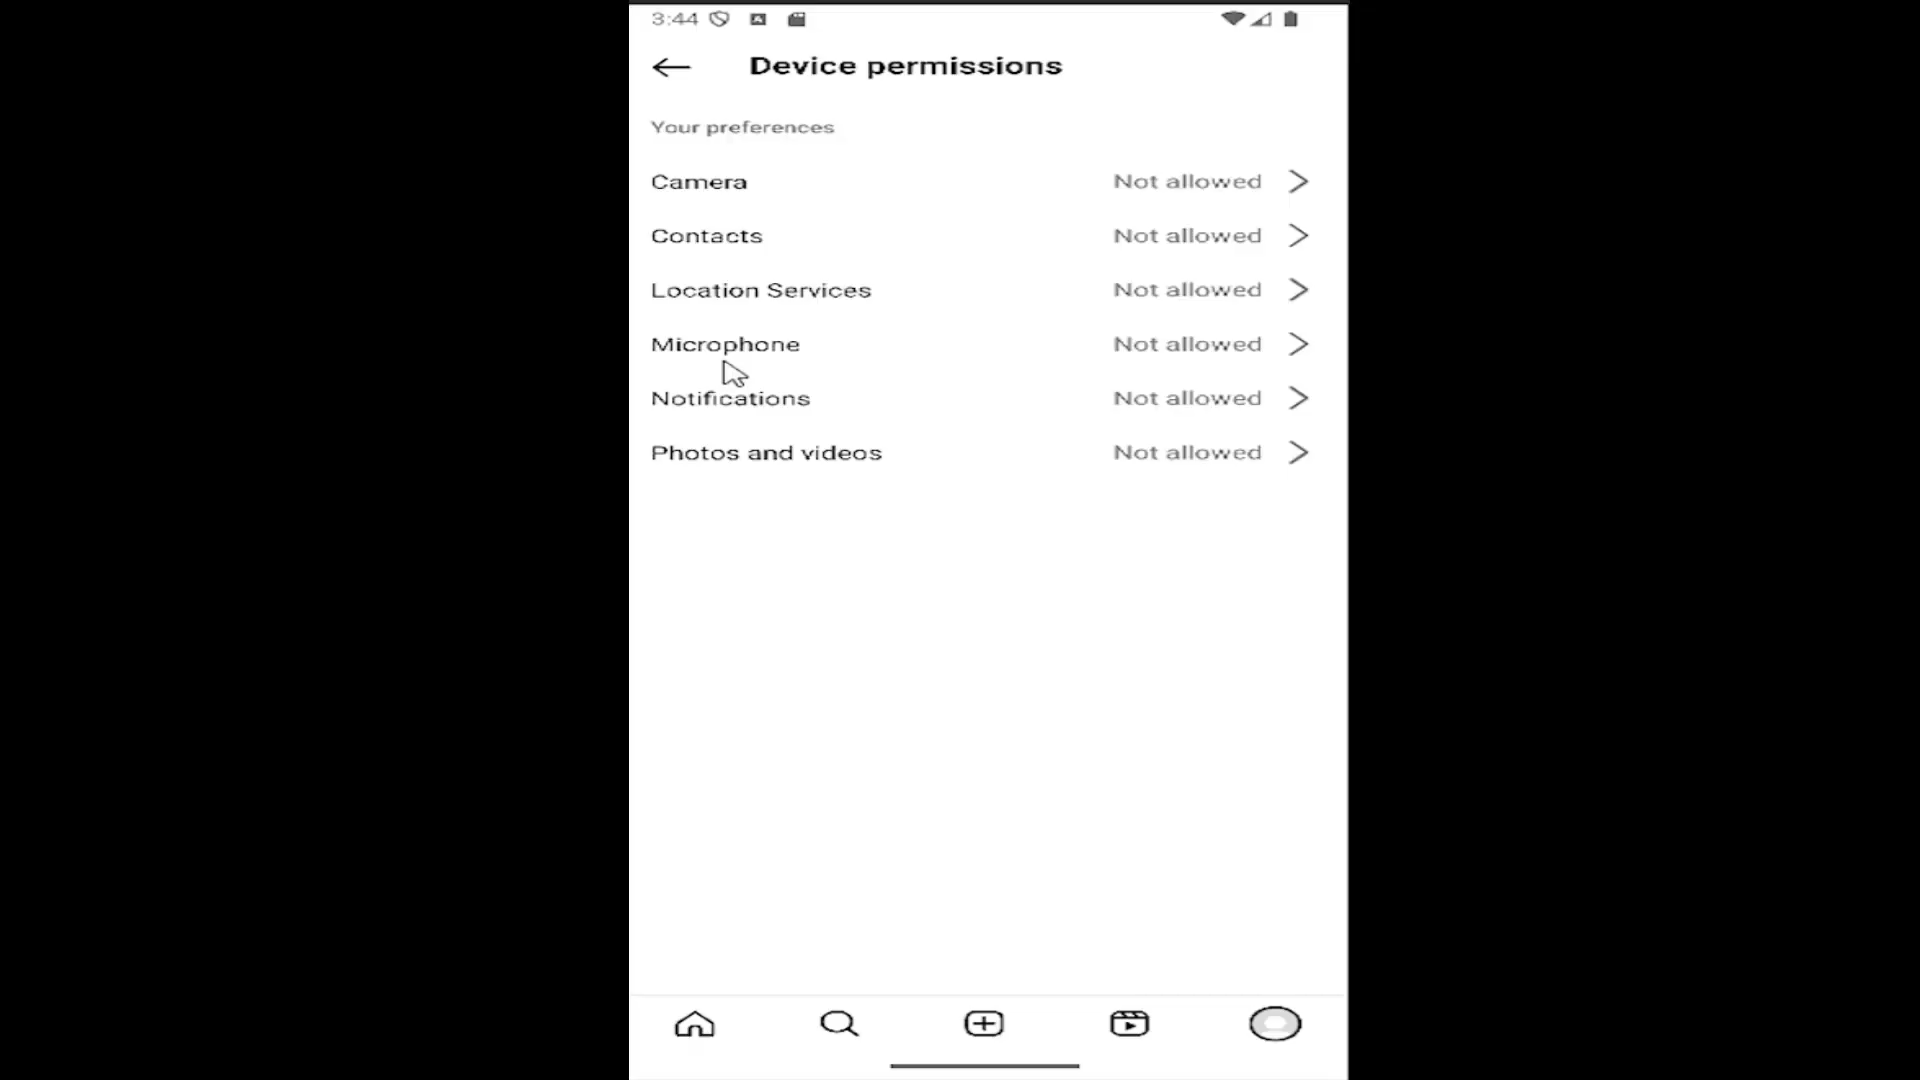 3:44
Device permissions
Your preferences
Camera Not allowed
Contacts Not allowed
Location Services Not allowed
Microphone Not allowed
Notifications Not allowed
Photos and videos Not allowed